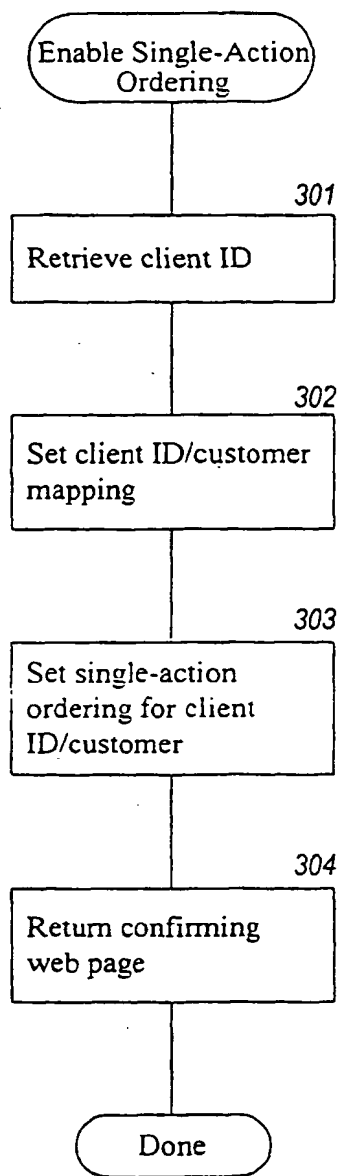 Enable Single-Action
Ordering
301
Retrieve client ID
302
Set client ID/customer
mapping
303
Set single-action
ordering for client
ID/customer
304
Return confirming
web page
Done